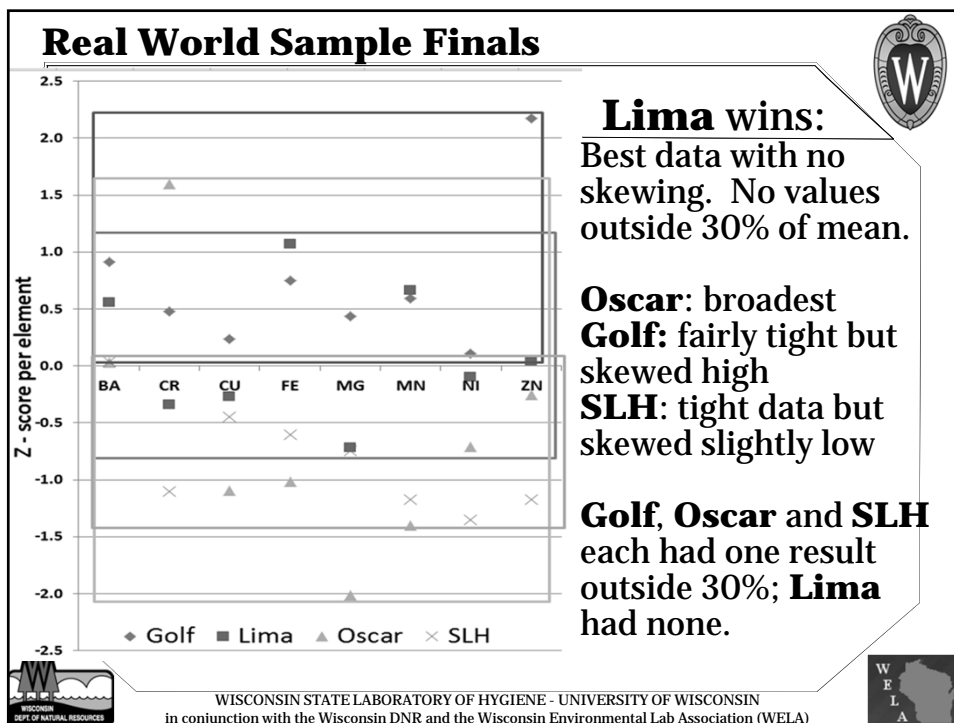 Real World Sample Finals
W
2.5
2.0
1.5
1.0
0.5
0.0
-0.5
-1.0
-1.5
-2.0
-2.5
Z - score per element
BA CR CU FE MG MN NI ZN
Golf Lima Oscar SLH
Lima wins:
Best data with no
skewing. No values
outside 30% of mean.
Oscar: broadest
Golf: fairly tight but
skewed high
SLH: tight data but
skewed slightly low
Golf, Oscar and SLH
each had one result
outside 30%; Lima
had none.
WISCONSIN
DEPT. OF NATURAL RESOURCES
WISCONSIN STATE LABORATORY OF HYGIENE - UNIVERSITY OF WISCONSIN
in conjunction with the Wisconsin DNR and the Wisconsin Environmental Lab Association (WELA)
W
E
L
A